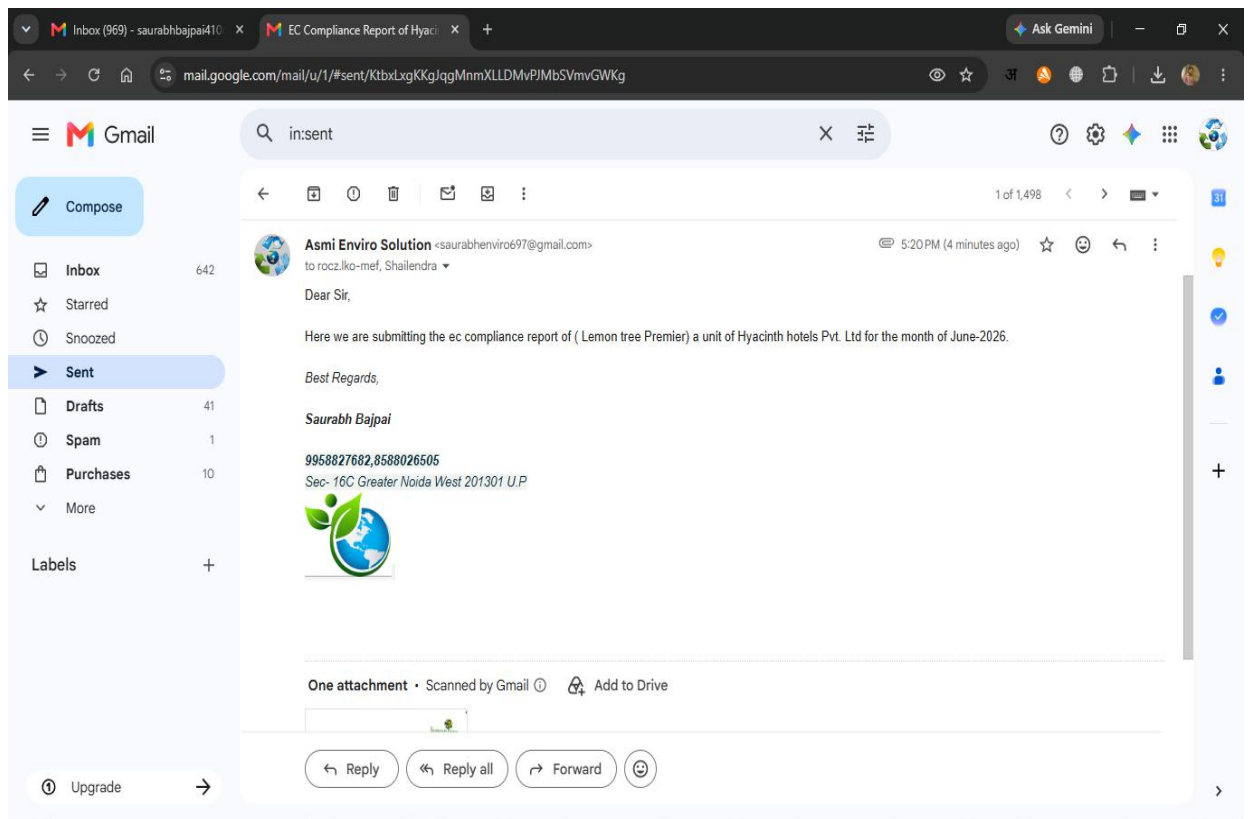 Inbox (969) - saurabhbajpai410
EC Compliance Report of Hyaci
Ask Gemini
mail.google.com/mail/u/1/#sent/KtbxLxgKKgJqgMnmXLLDMvPJMbSVmvGWKg
अ
Gmail
in:sent
Compose
1 of 1,498
31
Asmi Enviro Solution <saurabhenviro697@gmail.com>
5:20 PM (4 minutes ago)
to rocz.lko-mef, Shailendra
Inbox 642
Dear Sir,
Starred
Snoozed
Here we are submitting the ec compliance report of ( Lemon tree Premier) a unit of Hyacinth hotels Pvt. Ltd for the month of June-2026.
Sent
Best Regards,
Drafts 41
Saurabh Bajpai
Spam 1
9958827682,8588026505
Purchases 10
Sec- 16C Greater Noida West 201301 U.P
More
Labels
One attachment • Scanned by Gmail
Add to Drive
Reply
Reply all
Forward
Upgrade